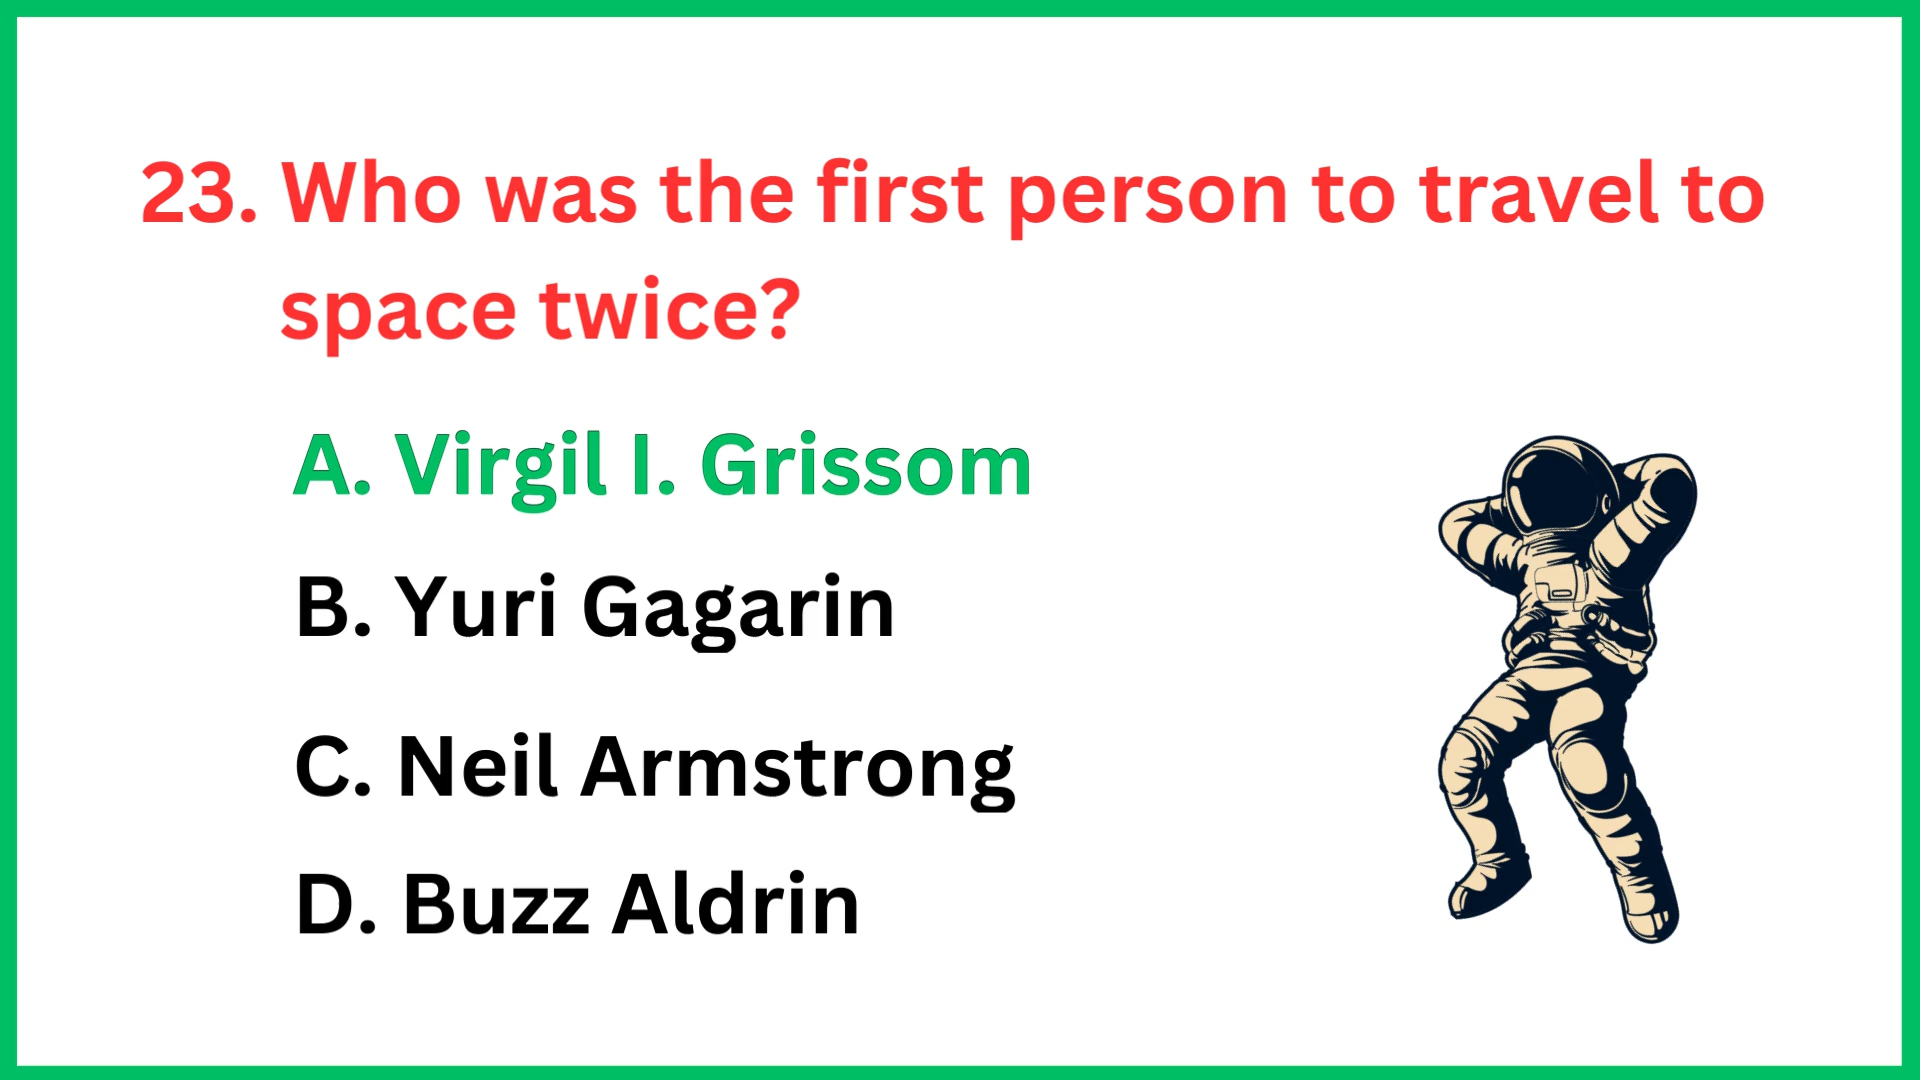 23. Who was the first person to travel to
space twice?
A. Virgil I. Grissom
B. Yuri Gagarin
C. Neil Armstrong
D. Buzz Aldrin